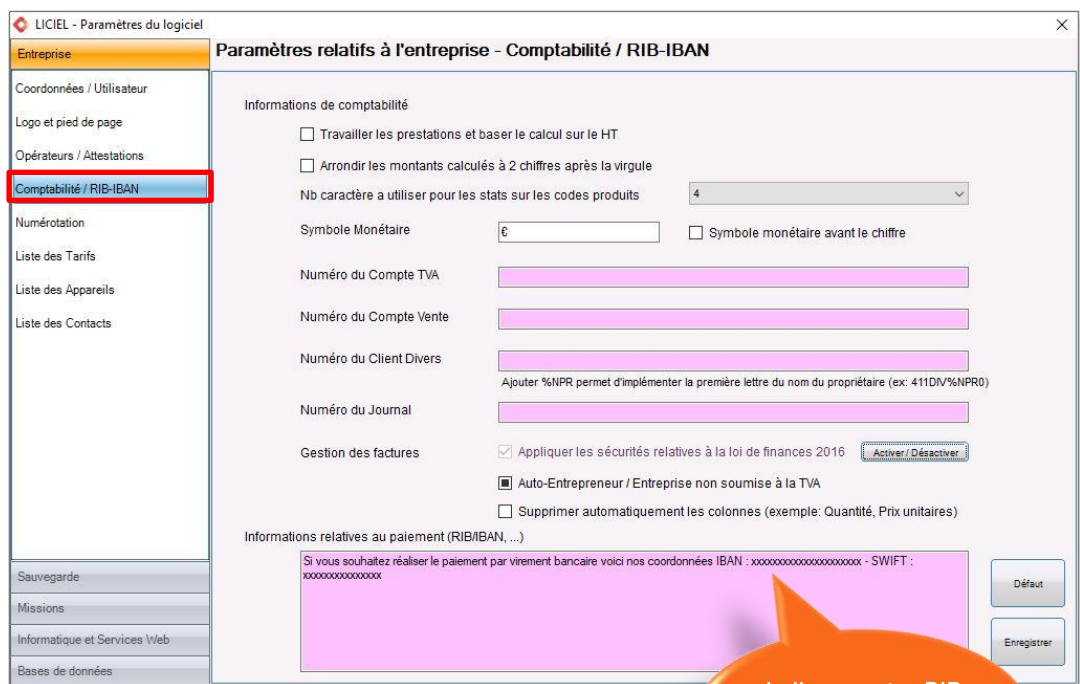 LICIEL - Paramètres du logiciel
Entreprise
Paramètres relatifs à l'entreprise - Comptabilité / RIB-IBAN
Coordonnées / Utilisateur
Logo et pied de page
Opérateurs / Attestations
Comptabilité / RIB-IBAN
Numérotation
Liste des Tarifs
Liste des Appareils
Liste des Contacts
Informations de comptabilité
Travailler les prestations et baser le calcul sur le HT
Arrondir les montants calculés à 2 chiffres après la virgule
Nb caractère a utiliser pour les stats sur les codes produits 4
Symbole Monétaire € Symbole monétaire avant le chiffre
Numéro du Compte TVA
Numéro du Compte Vente
Numéro du Client Divers
Ajouter %NPR permet d'implémenter la première lettre du nom du propriétaire (ex: 411DIV%NPR0)
Numéro du Journal
Gestion des factures Appliquer les sécurités relatives à la loi de finances 2016 Activer / Désactiver
Auto-Entrepreneur / Entreprise non soumise à la TVA
Supprimer automatiquement les colonnes (exemple: Quantité, Prix unitaires)
Informations relatives au paiement (RIB/IBAN, ...)
Si vous souhaitez réaliser le paiement par virement bancaire voici nos coordonnées IBAN : xxxxxxxxxxxxxxxxxxxxx - SWIFT :
xxxxxxxxxxxxxxx
Défaut
Enregistrer
Sauvegarde
Missions
Informatique et Services Web
Bases de données